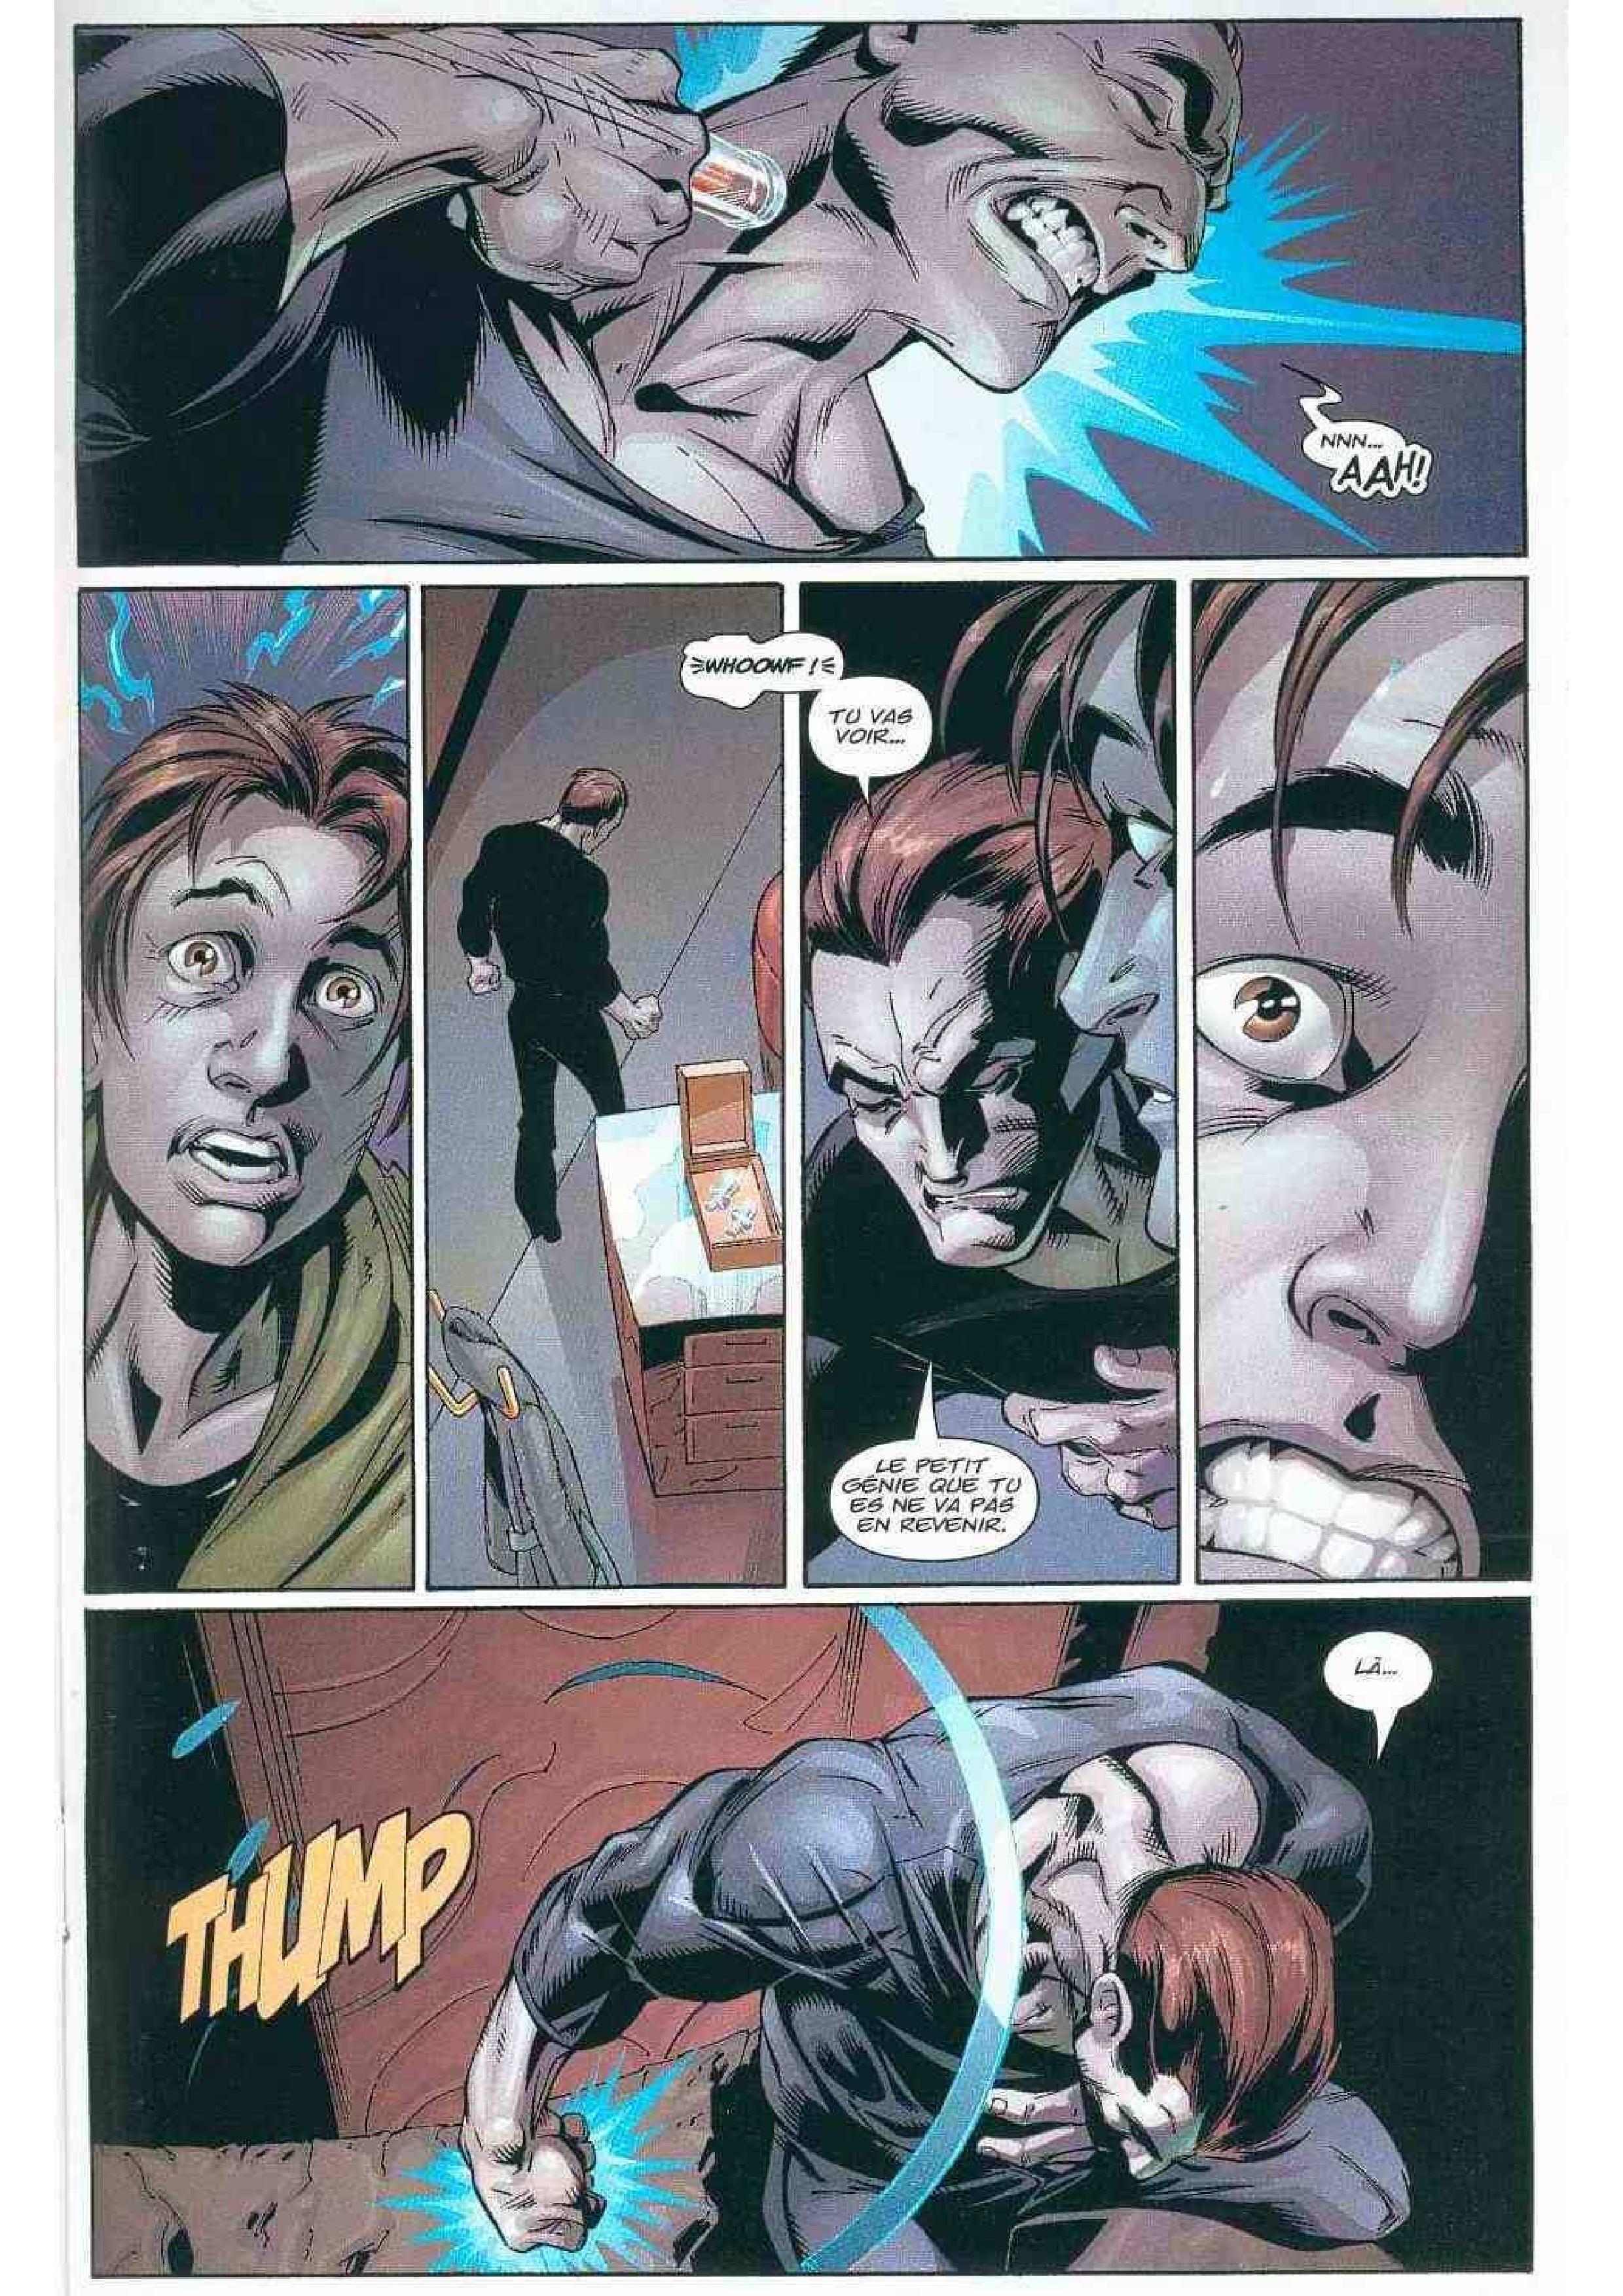 NNN...
AAH!
WHOOWF !
TU VAS
VOIR...
LE PETIT
GÉNIE QUE TU
ES NE VA PAS
EN REVENIR.
LÀ...
THUMP